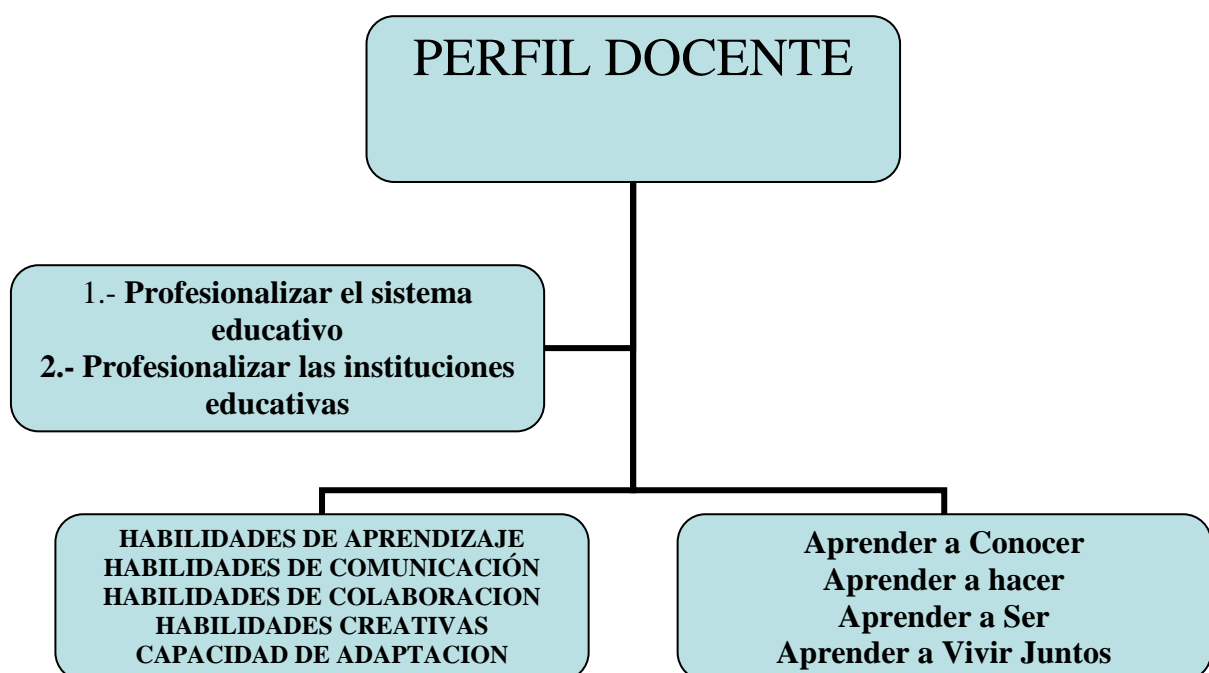 PERFIL DOCENTE
1.- Profesionalizar el sistema
educativo
2.- Profesionalizar las instituciones
educativas
HABILIDADES DE APRENDIZAJE
HABILIDADES DE COMUNICACIÓN
HABILIDADES DE COLABORACION
HABILIDADES CREATIVAS
CAPACIDAD DE ADAPTACION
Aprender a Conocer
Aprender a hacer
Aprender a Ser
Aprender a Vivir Juntos